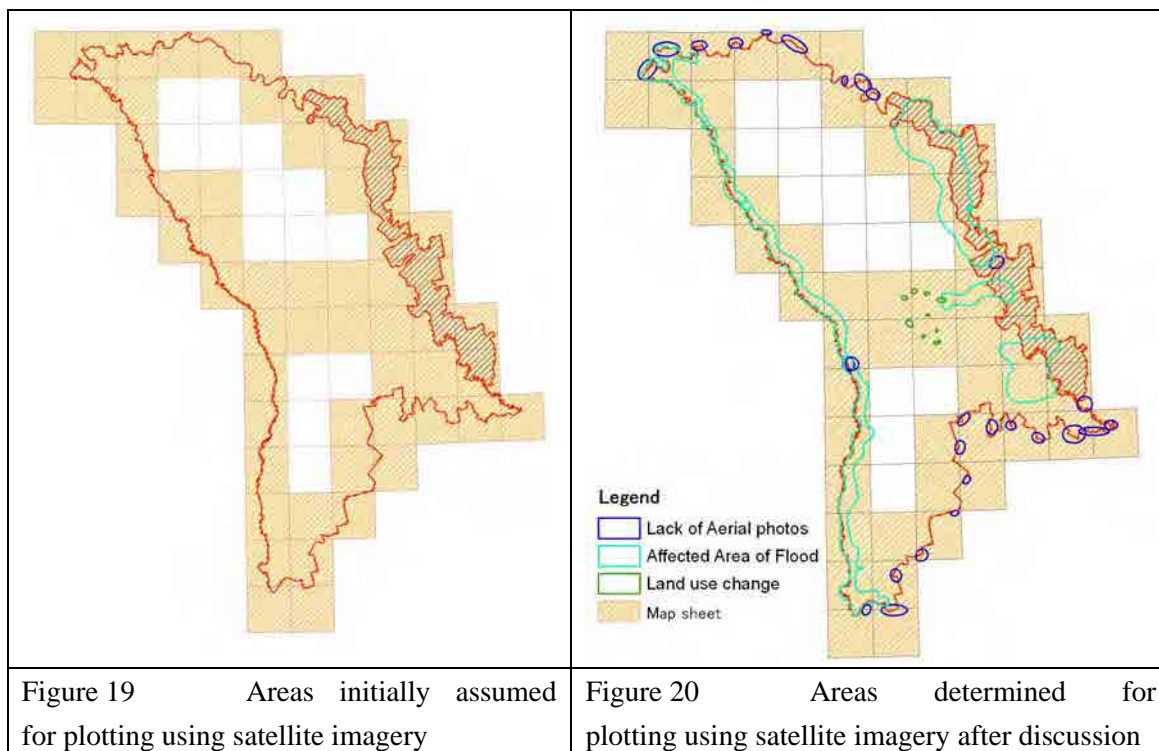 Legend
Lack of Aerial photos
Affected Area of Flood
Land use change
Map sheet
Figure 19 Areas initially assumed
for plotting using satellite imagery
Figure 20 Areas determined for
plotting using satellite imagery after discussion